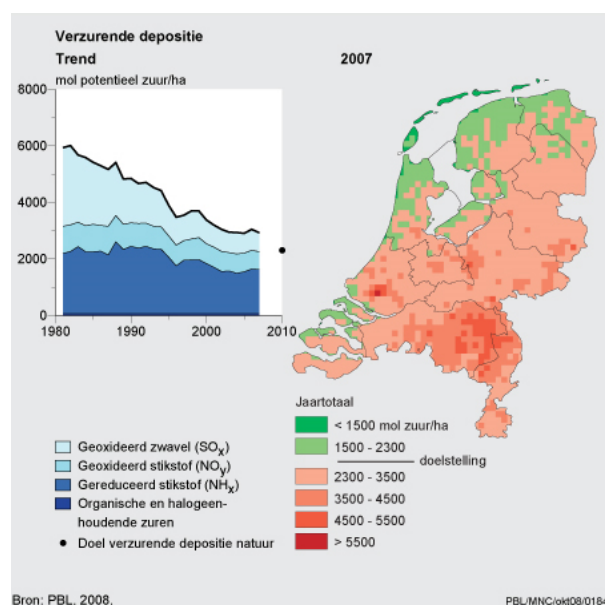 Verzurende depositie
Trend
2007
mol potentieel zuur/ha
8000
6000
4000
2000
0
1980
1990
2000
2010
Geoxideerd zwavel (SOx)
Geoxideerd stikstof (NOy)
Gereduceerd stikstof (NHx)
Organische en halogeen-
houdende zuren
Doel verzurende depositie natuur
Jaartotaal
< 1500 mol zuur/ha
1500 - 2300
doelstelling
2300 - 3500
3500 - 4500
4500 - 5500
> 5500
Bron: PBL, 2008.
PBL/MNC/okt08/0184